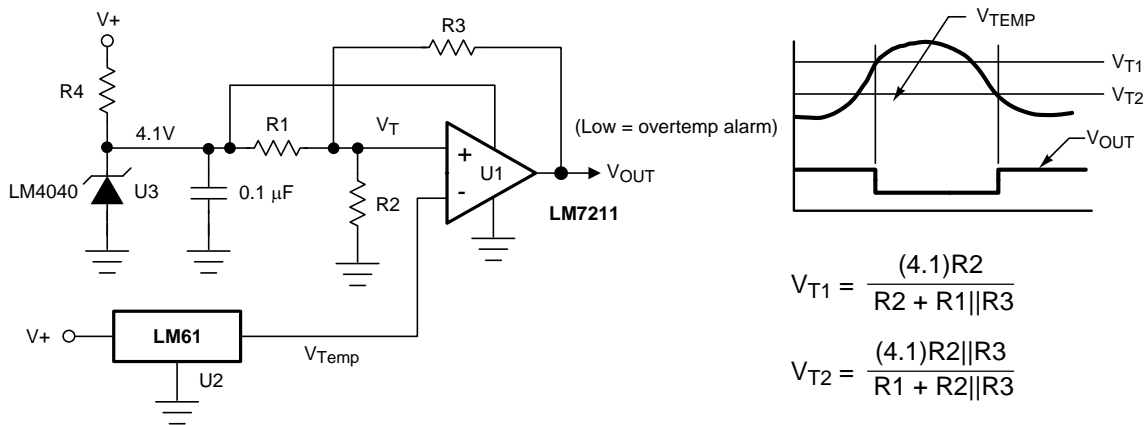 V+
R3
R4
4.1V
R1
VT
(Low = overtemp alarm)
+
U1
-
VOUT
LM4040
U3
0.1 µF
R2
LM7211
V+
LM61
VTemp
U2
VTEMP
VT1
VT2
VOUT
VT1 = (4.1)R2
R2 + R1||R3
VT2 = (4.1)R2||R3
R1 + R2||R3